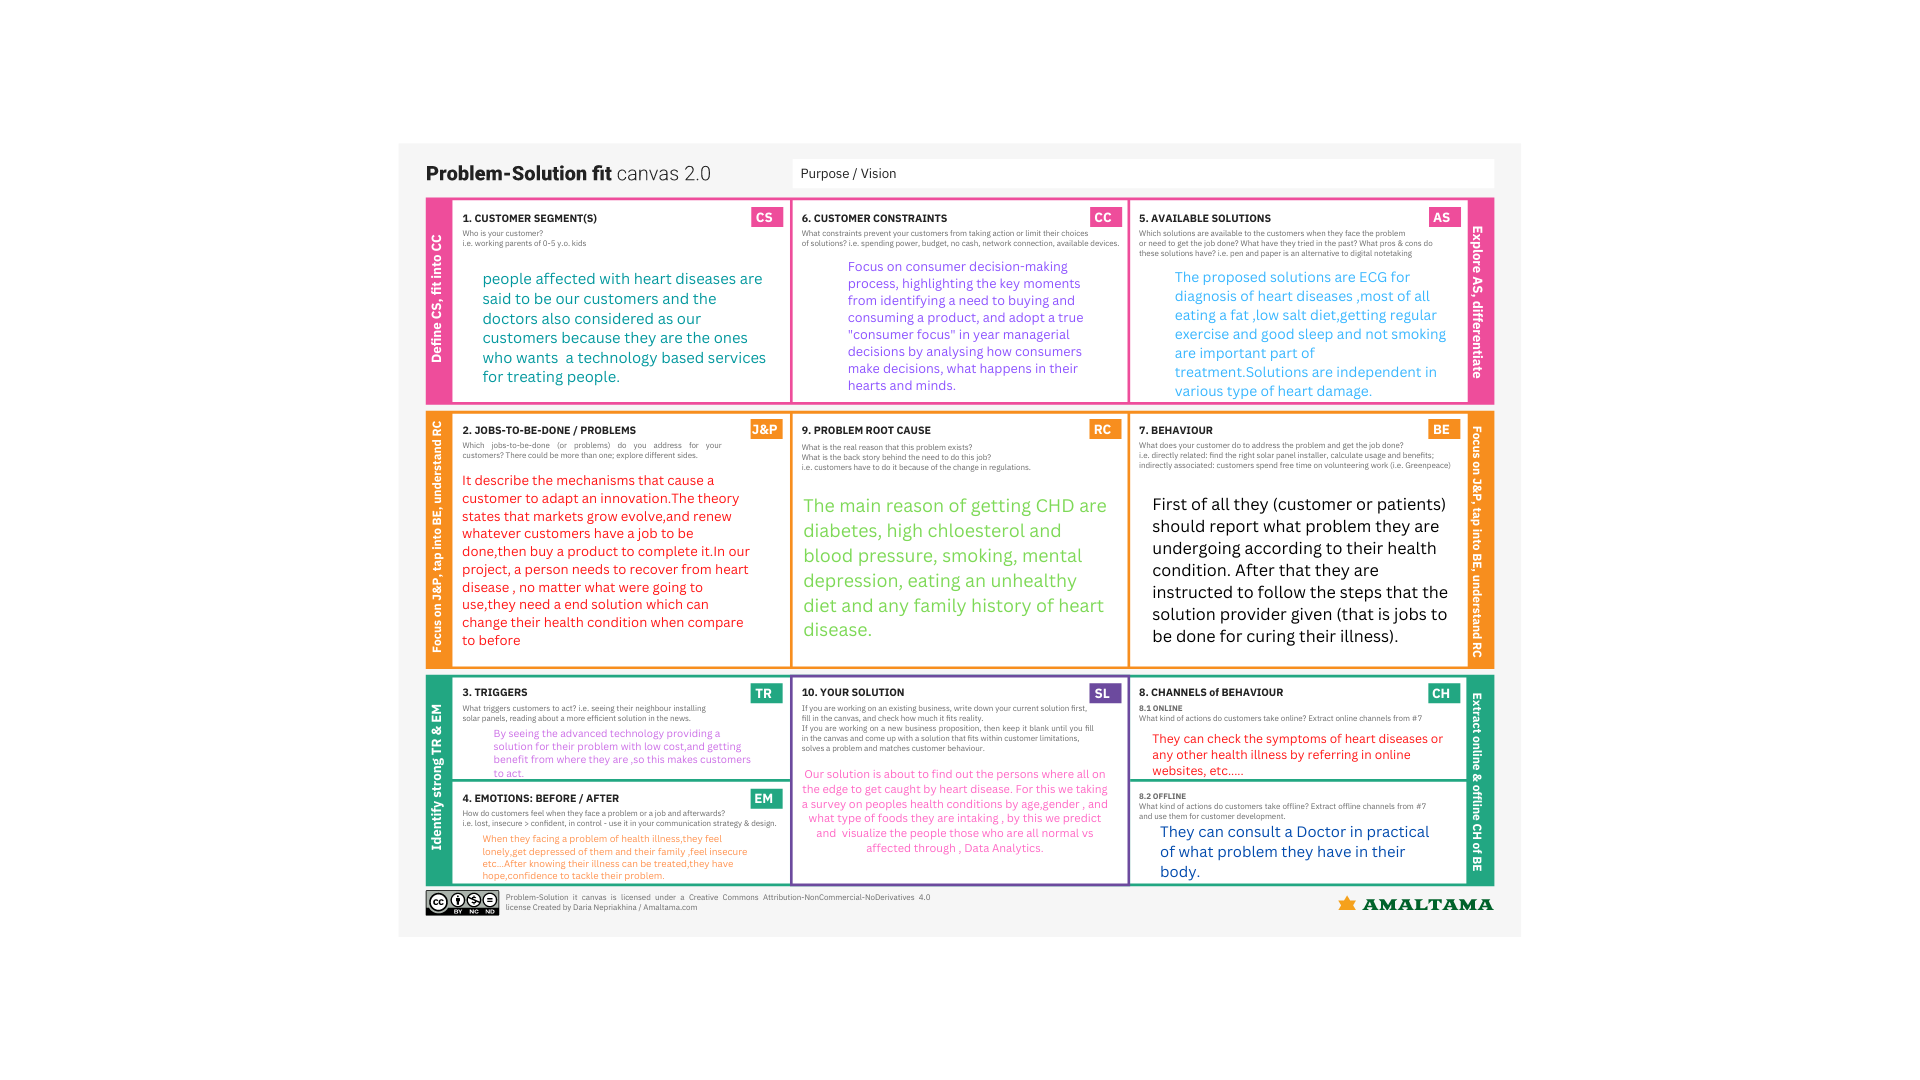 Problem-Solution fit canvas 2.0
Purpose / Vision
Define CS, fit into CC
1. CUSTOMER SEGMENT(S)
CS
Who is your customer?
i.e. working parents of 0-5 y.o. kids
people affected with heart diseases are
said to be our customers and the
doctors also considered as our
customers because they are the ones
who wants  a technology based services
for treating people.
6. CUSTOMER CONSTRAINTS
CC
What constraints prevent your customers from taking action or limit their choices
of solutions? i.e. spending power, budget, no cash, network connection, available devices.
Focus on consumer decision-making
process, highlighting the key moments
from identifying a need to buying and
consuming a product, and adopt a true
"consumer focus" in year managerial
decisions by analysing how consumers
make decisions, what happens in their
hearts and minds.
5. AVAILABLE SOLUTIONS
AS
Which solutions are available to the customers when they face the problem
or need to get the job done? What have they tried in the past? What pros & cons do
these solutions have? i.e. pen and paper is an alternative to digital notetaking
The proposed solutions are ECG for
diagnosis of heart diseases ,most of all
eating a fat ,low salt diet,getting regular
exercise and good sleep and not smoking
are important part of
treatment.Solutions are independent in
various type of heart damage.
Explore AS, differentiate
Focus on J&P, tap into BE, understand RC
2. JOBS-TO-BE-DONE / PROBLEMS
J&P
Which jobs-to-be-done (or problems) do you address for your
customers? There could be more than one; explore different sides.
It describe the mechanisms that cause a
customer to adapt an innovation.The theory
states that markets grow evolve,and renew
whatever customers have a job to be
done,then buy a product to complete it.In our
project, a person needs to recover from heart
disease , no matter what were going to
use,they need a end solution which can
change their health condition when compare
to before
9. PROBLEM ROOT CAUSE
RC
What is the real reason that this problem exists?
What is the back story behind the need to do this job?
i.e. customers have to do it because of the change in regulations.
The main reason of getting CHD are
diabetes, high chloesterol and
blood pressure, smoking, mental
depression, eating an unhealthy
diet and any family history of heart
disease.
7. BEHAVIOUR
BE
What does your customer do to address the problem and get the job done?
i.e. directly related: find the right solar panel installer, calculate usage and benefits;
indirectly associated: customers spend free time on volunteering work (i.e. Greenpeace)
First of all they (customer or patients)
should report what problem they are
undergoing according to their health
condition. After that they are
instructed to follow the steps that the
solution provider given (that is jobs to
be done for curing their illness).
Focus on J&P, tap into BE, understand RC
Identify strong TR & EM
3. TRIGGERS
TR
What triggers customers to act? i.e. seeing their neighbour installing
solar panels, reading about a more efficient solution in the news.
By seeing the advanced technology providing a
solution for their problem with low cost,and getting
benefit from where they are ,so this makes customers
to act.
4. EMOTIONS: BEFORE / AFTER
EM
How do customers feel when they face a problem or a job and afterwards?
i.e. lost, insecure > confident, in control - use it in your communication strategy & design.
When they facing a problem of health illness,they feel
lonely,get depressed of them and their family ,feel insecure
etc...After knowing their illness can be treated,they have
hope,confidence to tackle their problem.
10. YOUR SOLUTION
SL
If you are working on an existing business, write down your current solution first,
fill in the canvas, and check how much it fits reality.
If you are working on a new business proposition, then keep it blank until you fill
in the canvas and come up with a solution that fits within customer limitations,
solves a problem and matches customer behaviour.
Our solution is about to find out the persons where all on
the edge to get caught by heart disease. For this we taking
a survey on peoples health conditions by age,gender , and
what type of foods they are intaking , by this we predict
and  visualize the people those who are all normal vs
affected through , Data Analytics.
8. CHANNELS of BEHAVIOUR
CH
8.1 ONLINE
What kind of actions do customers take online? Extract online channels from #7
They can check the symptoms of heart diseases or
any other health illness by referring in online
websites, etc.....
8.2 OFFLINE
What kind of actions do customers take offline? Extract offline channels from #7
and use them for customer development.
They can consult a Doctor in practical
of what problem they have in their
body.
Extract online & offline CH of BE
cc
BY NC ND
Problem-Solution it canvas is licensed under a Creative Commons Attribution-NonCommercial-NoDerivatives 4.0
license Created by Daria Nepriakhina / Amaltama.com
AMALTAMA